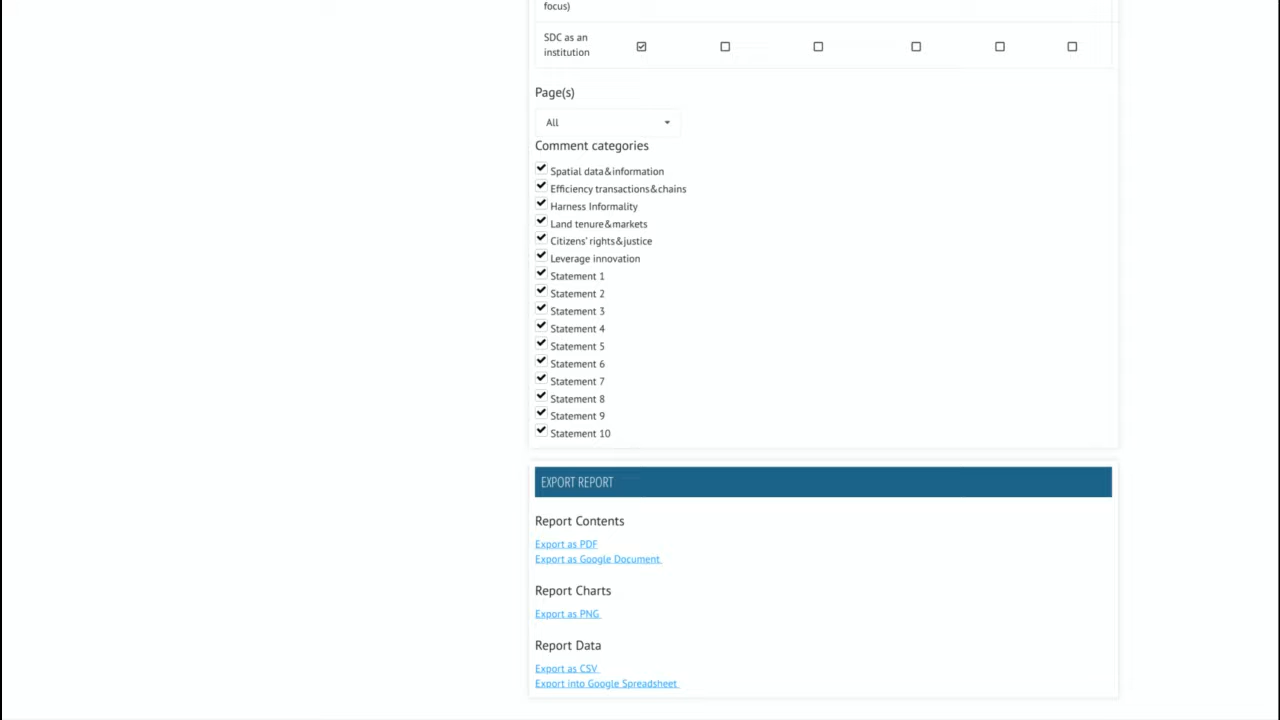 focus)
SDC as an
institution
Page(s)
All
Comment categories
Spatial data&information
Efficiency transactions&chains
Harness Informality
Land tenure&markets
Citizens' rights&justice
Leverage innovation
Statement 1
Statement 2
Statement 3
Statement 4
Statement 5
Statement 6
Statement 7
Statement 8
Statement 9
Statement 10
EXPORT REPORT
Report Contents
Export as PDF
Export as Google Document
Report Charts
Export as PNG
Report Data
Export as CSV
Export into Google Spreadsheet